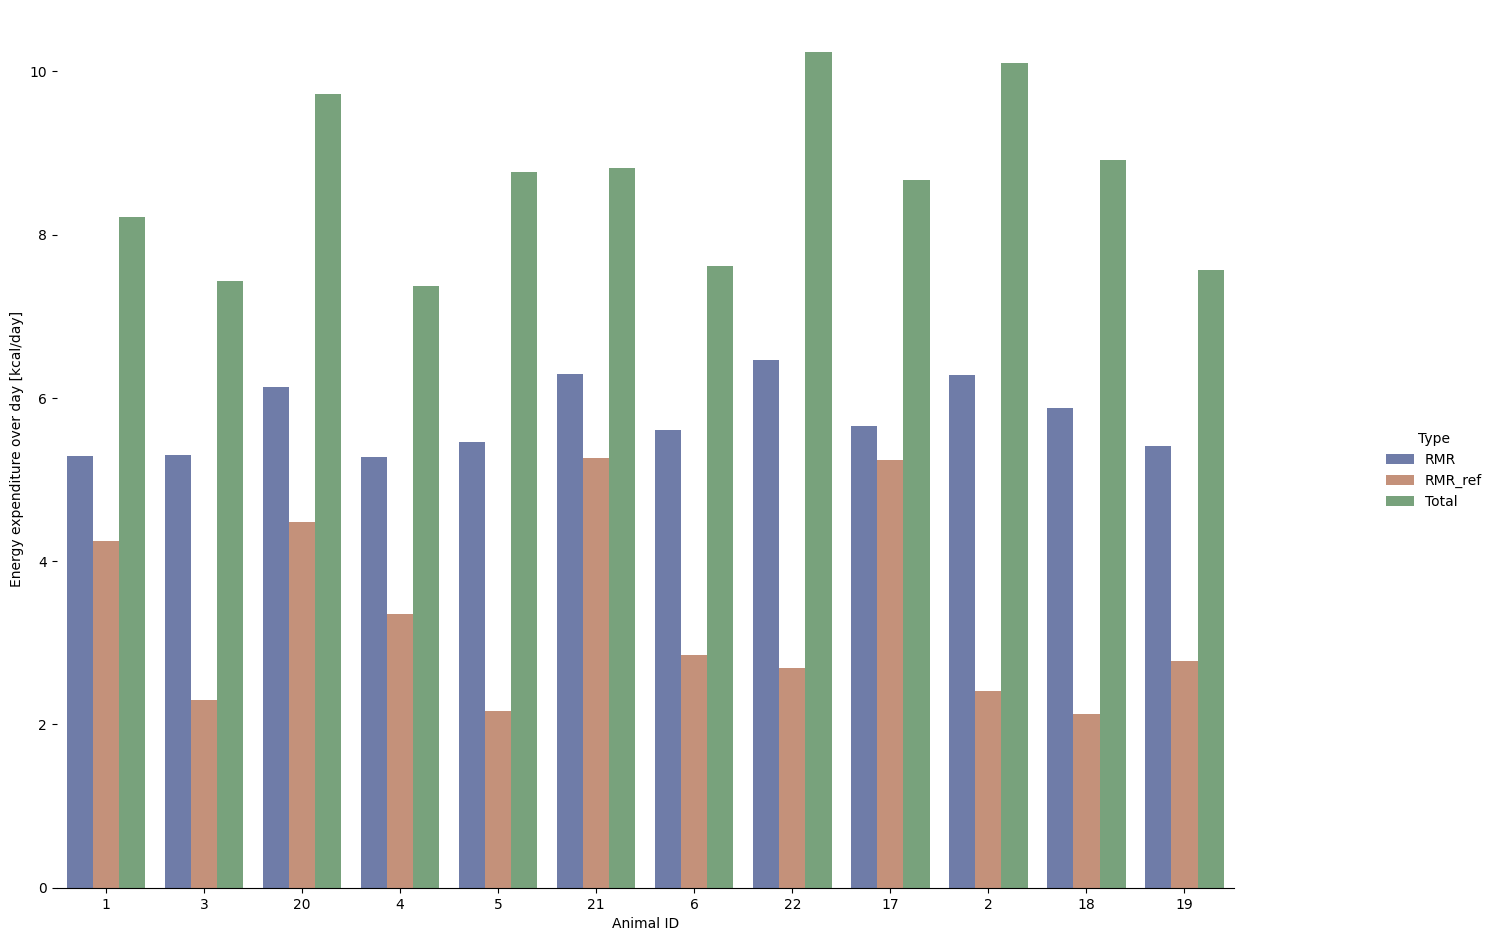 Energy expenditure over day [kcal/day]
10
8
6
4
2
0
1 3 20 4 5 21 6 22 17 2 18 19
Animal ID
Type
RMR
RMR_ref
Total